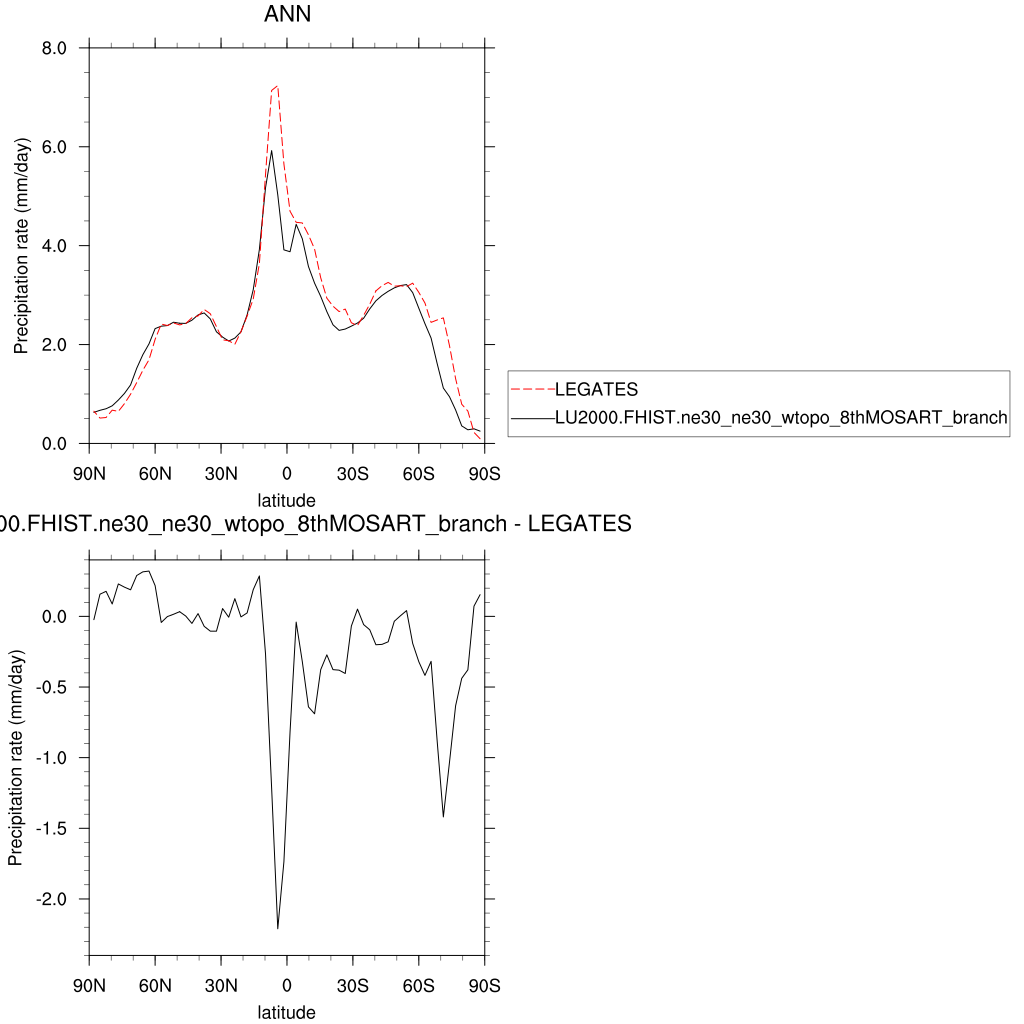 ANN
8.0
6.0
4.0
2.0
0.0
Precipitation rate (mm/day)
90N 60N 30N 0 30S 60S 90S
latitude
LEGATES
LU2000.FHIST.ne30_ne30_wtopo_8thMOSART_branch
00.FHIST.ne30_ne30_wtopo_8thMOSART_branch - LEGATES
0.0
-0.5
-1.0
-1.5
-2.0
Precipitation rate (mm/day)
90N 60N 30N 0 30S 60S 90S
latitude